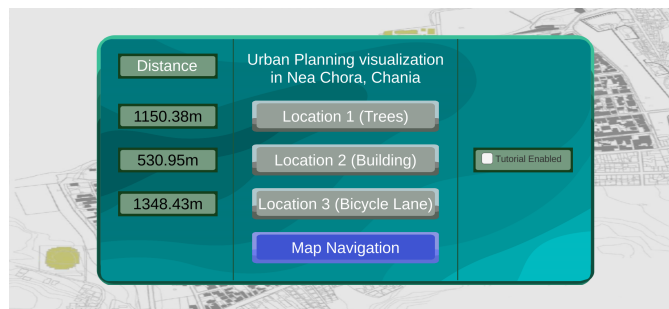 Distance
Urban Planning visualization
in Nea Chora, Chania
1150.38m
Location 1 (Trees)
530.95m
Location 2 (Building)
Tutorial Enabled
1348.43m
Location 3 (Bicycle Lane)
Map Navigation